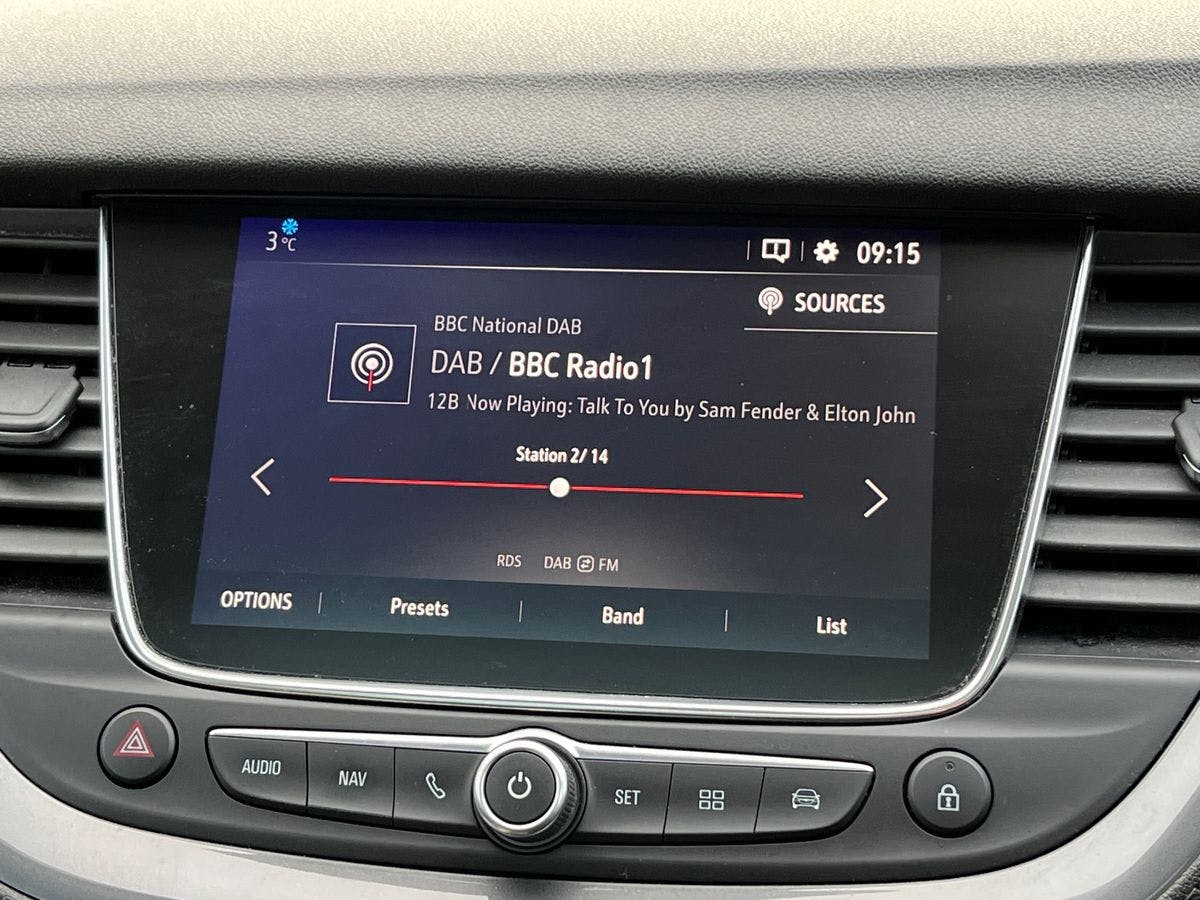 3 °C
09:15
SOURCES
BBC National DAB
DAB / BBC Radio1
12B Now Playing: Talk To You by Sam Fender & Elton John
Station 2/ 14
RDS DAB FM
OPTIONS | Presets | Band | List
AUDIO NAV SET